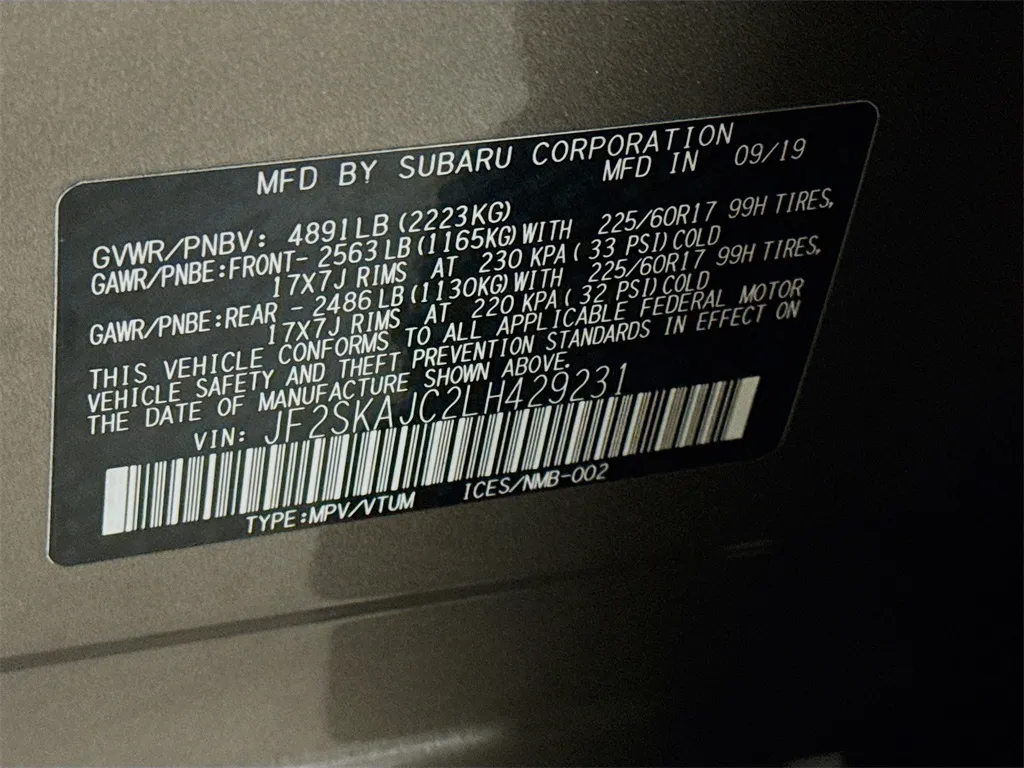 MFD BY SUBARU CORPORATION
MFD IN 09/19
GVWR/PNBV: 4891LB (2223KG)
GAWR/PNBE:FRONT- 2563LB(1165KG)WITH 225/60R17 99H TIRES,
17X7J RIMS AT 230 KPA(33 PSI)COLD
GAWR/PNBE:REAR - 2486LB(1130KG)WITH 225/60R17 99H TIRES,
17X7J RIMS AT 220 KPA(32 PSI)COLD
THIS VEHICLE CONFORMS TO ALL APPLICABLE FEDERAL MOTOR
VEHICLE SAFETY AND THEFT PREVENTION STANDARDS IN EFFECT ON
THE DATE OF MANUFACTURE SHOWN ABOVE.
VIN: JF2SKAJC2LH429231
TYPE:MPV/VTUM ICES/NMB-002